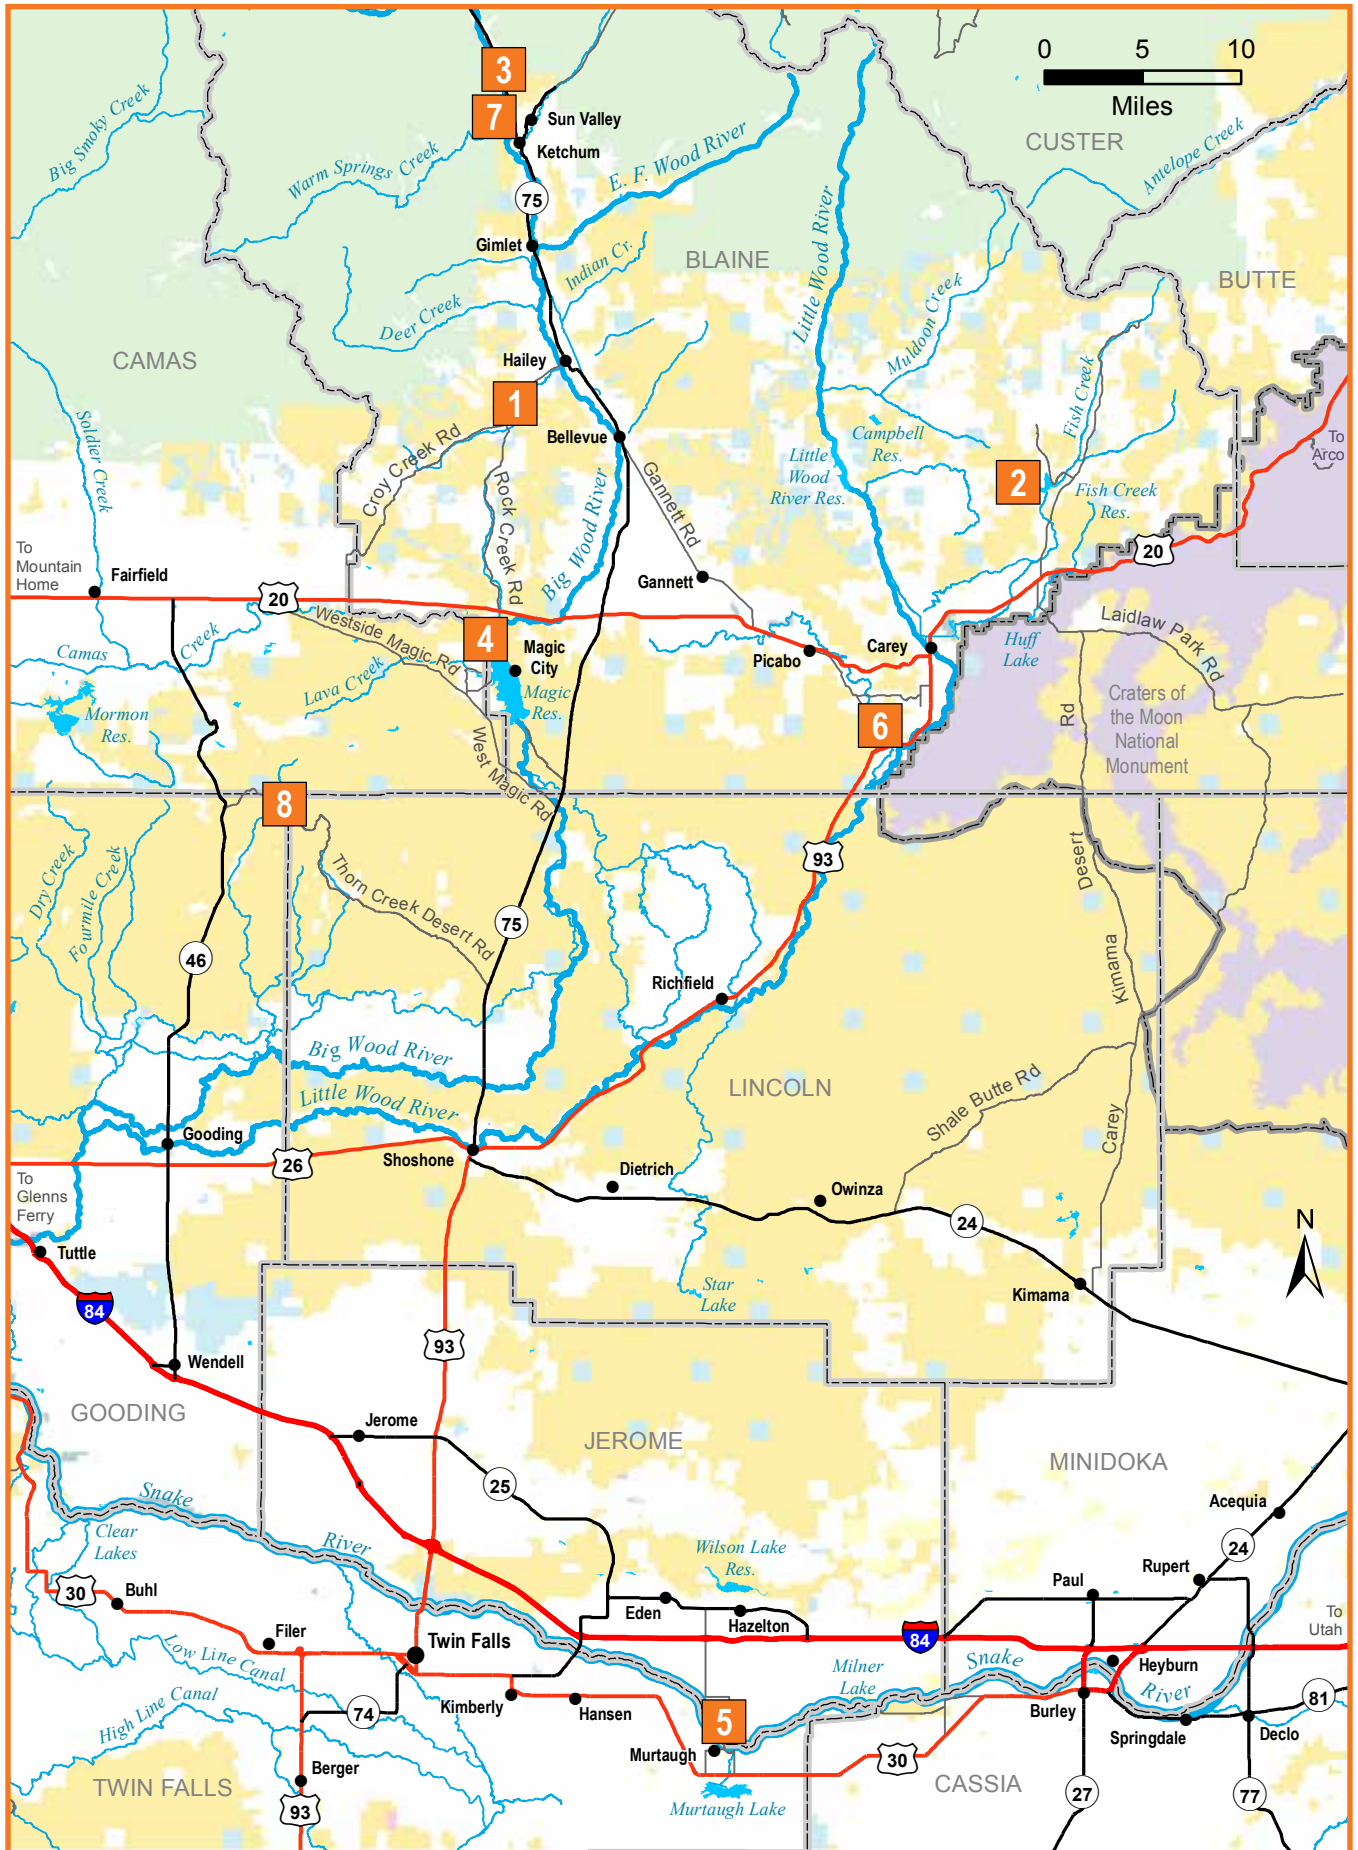 0 5 10
Miles
3
7
Sun Valley
Ketchum
Big Smoky Creek
Warm Springs Creek
E. F. Wood River
CUSTER
Antelope Creek
75
Gimlet
Indian Cr.
BLAINE
Little Wood River
BUTTE
Deer Creek
Muldoon Creek
CAMAS
Hailey
1
Soldier Creek
Croy Creek Rd
Bellevue
Rock Creek Rd
Big Wood River
Gannett Rd
Campbell
Res.
Little
Wood
River Res.
Fish Creek
2
Fish Creek
Res.
To
Arco
20
To
Mountain
Home
Fairfield
20
Gannett
Laidlaw Park Rd
Camas
Creek
Westside Magic Rd
4
Magic
City
Picabo
Carey
Huff
Lake
Lava Creek
Magic
Res.
Mormon
Res.
West Magic Rd
6
Rd
Craters of
the Moon
National
Monument
8
93
Dry Creek
Fourmile Creek
Thorn Creek Desert Rd
75
46
Desert
Kimama
Richfield
Big Wood River
Little Wood River
LINCOLN
Shale Butte Rd
Carey
Gooding
Shoshone
26
To
Glenns
Ferry
Dietrich
Owinza
24
N
Tuttle
84
Star
Lake
Kimama
93
Wendell
GOODING
Jerome
JEROME
MINIDOKA
25
Snake
River
Clear
Lakes
Acequia
24
Wilson Lake
Res.
30
Buhl
Paul
Rupert
Eden
Hazelton
Filer
Twin Falls
84
To
Utah
Low Line Canal
High Line Canal
74
Kimberly
Hansen
Milner
Lake
Snake
River
Heyburn
Burley
Springdale
Declo
81
5
Murtaugh
30
Berger
93
TWIN FALLS
Murtaugh Lake
CASSIA
27
77